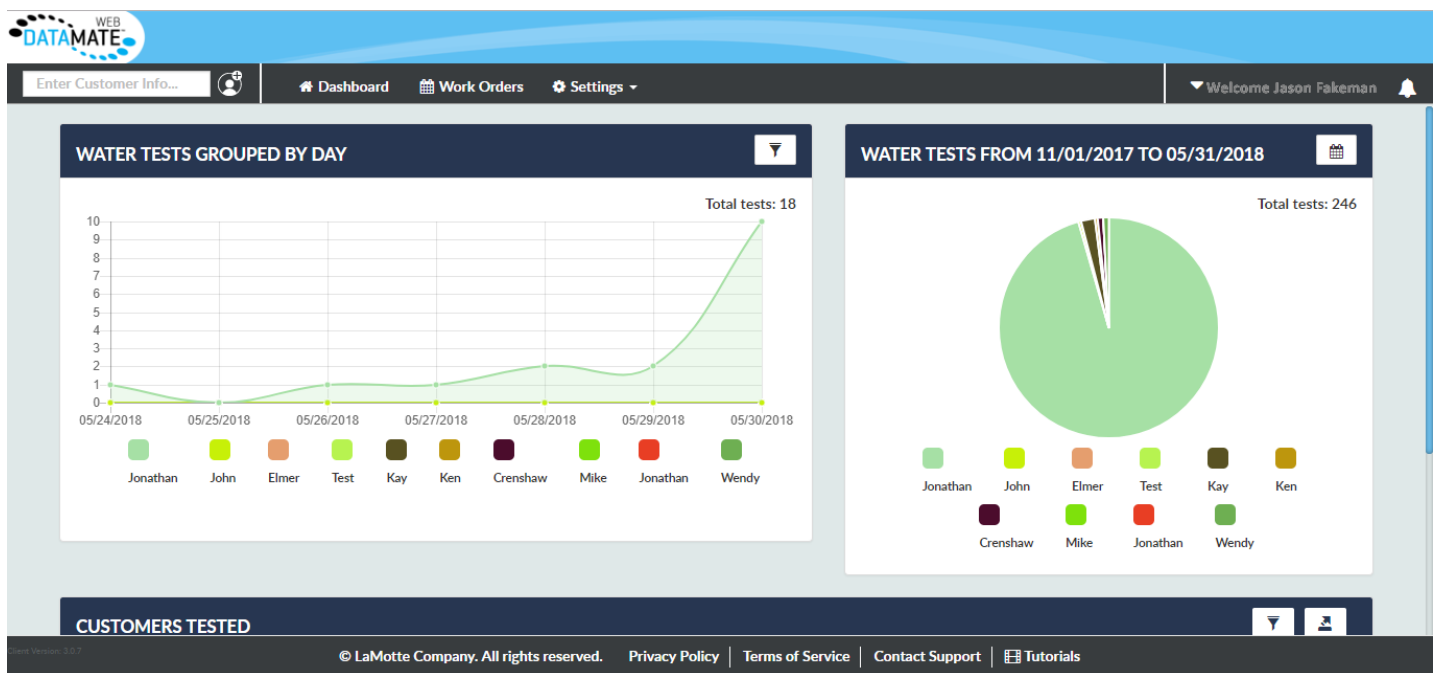 WEB
DATAMATE
Enter Customer Info...
Dashboard
Work Orders
Settings
Welcome Jason Fakeman
WATER TESTS GROUPED BY DAY
Total tests: 18
10
9
8
7
6
5
4
3
2
1
0
05/24/2018 05/25/2018 05/26/2018 05/27/2018 05/28/2018 05/29/2018 05/30/2018
Jonathan John Elmer Test Kay Ken Crenshaw Mike Jonathan Wendy
WATER TESTS FROM 11/01/2017 TO 05/31/2018
Total tests: 246
Jonathan John Elmer Test Kay Ken
Crenshaw Mike Jonathan Wendy
CUSTOMERS TESTED
Client Version: 3.0.7
© LaMotte Company. All rights reserved. Privacy Policy | Terms of Service | Contact Support | Tutorials